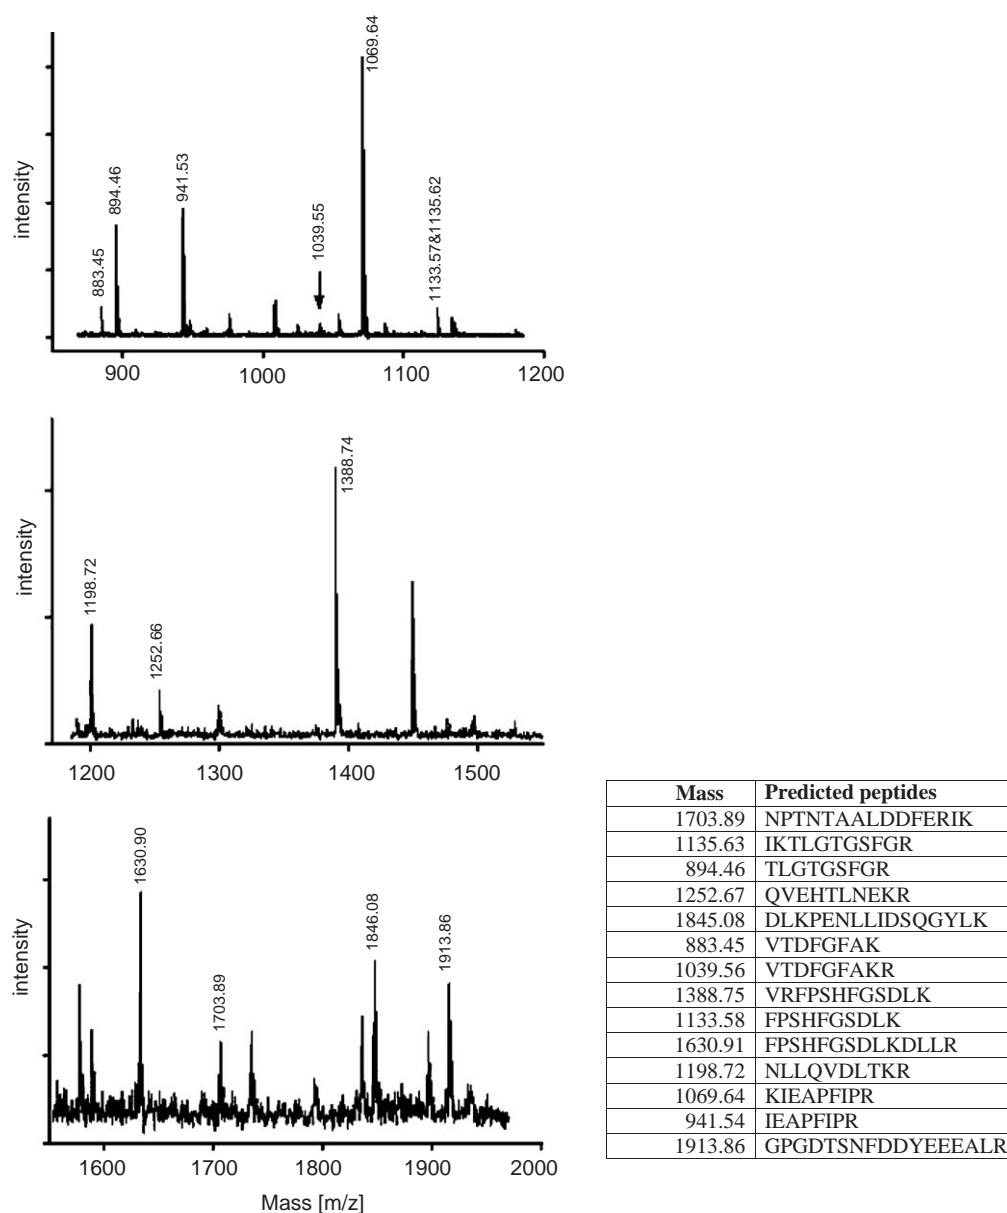 intensity
883.45
894.46
941.53
1039.55
1069.64
1133.57&1135.62
900
1000
1100
1200
intensity
1198.72
1252.66
1388.74
1200
1300
1400
1500
intensity
1630.90
1703.89
1846.08
1913.86
1600
1700
1800
1900
2000
Mass [m/z]
Mass Predicted peptides
1703.89 NPTNTAALDDFERIK
1135.63 IKTLGTGSFGR
894.46 TLGTGSFGR
1252.67 QVEHTLNEKR
1845.08 DLKPENLLIDSQGYLK
883.45 VTDFGFAK
1039.56 VTDFGFAKR
1388.75 VRFPSHFGSDLK
1133.58 FPSHFGSDLK
1630.91 FPSHFGSDLKDLLR
1198.72 NLLQVDLTKR
1069.64 KIEAPFIPR
941.54 IEAPFIPR
1913.86 GPGDTSNFDDYEEEALR